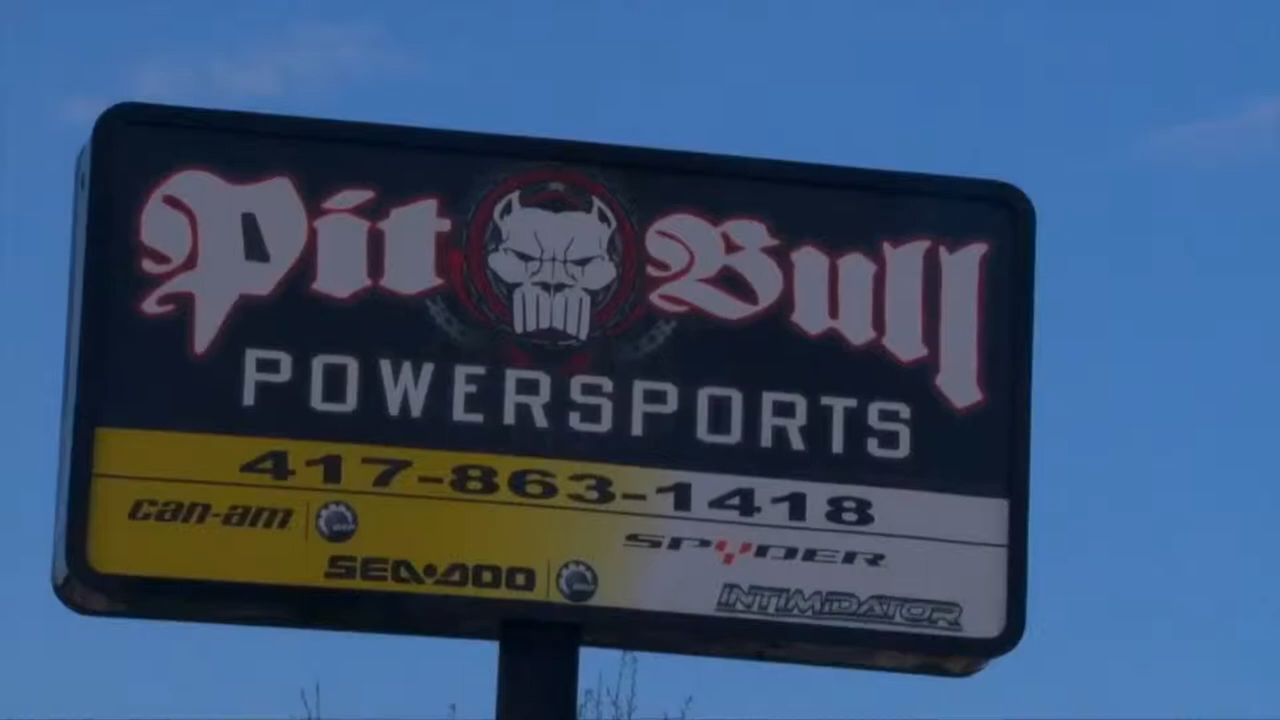 Pit Bull
POWERSPORTS
417-863-1418
can-am
SPYDER
SEA-DOO
INTIMIDATOR